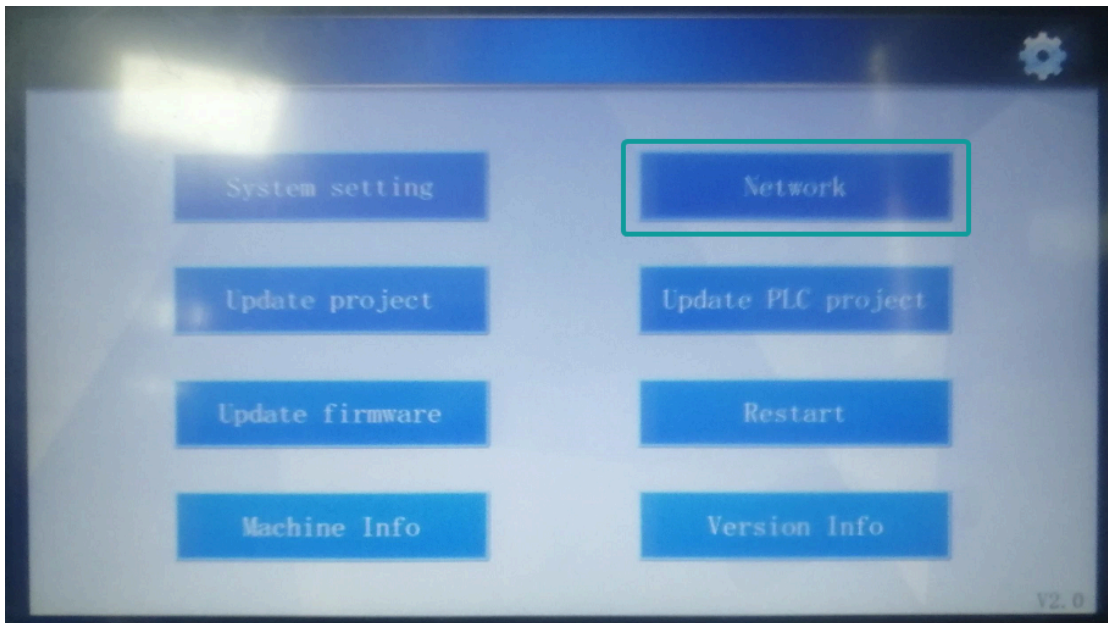 System setting
Network
Update project
Update PLC project
Update firmware
Restart
Machine Info
Version Info
V2.0